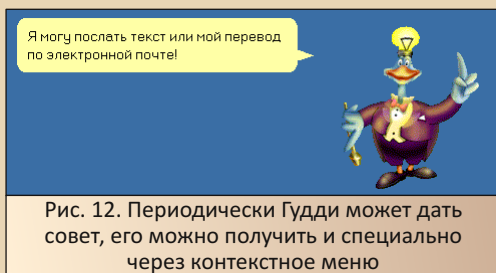 Я могу послать текст или мой перевод
по электронной почте!
Рис. 12. Периодически Гудди может дать
совет, его можно получить и специально
через контекстное меню